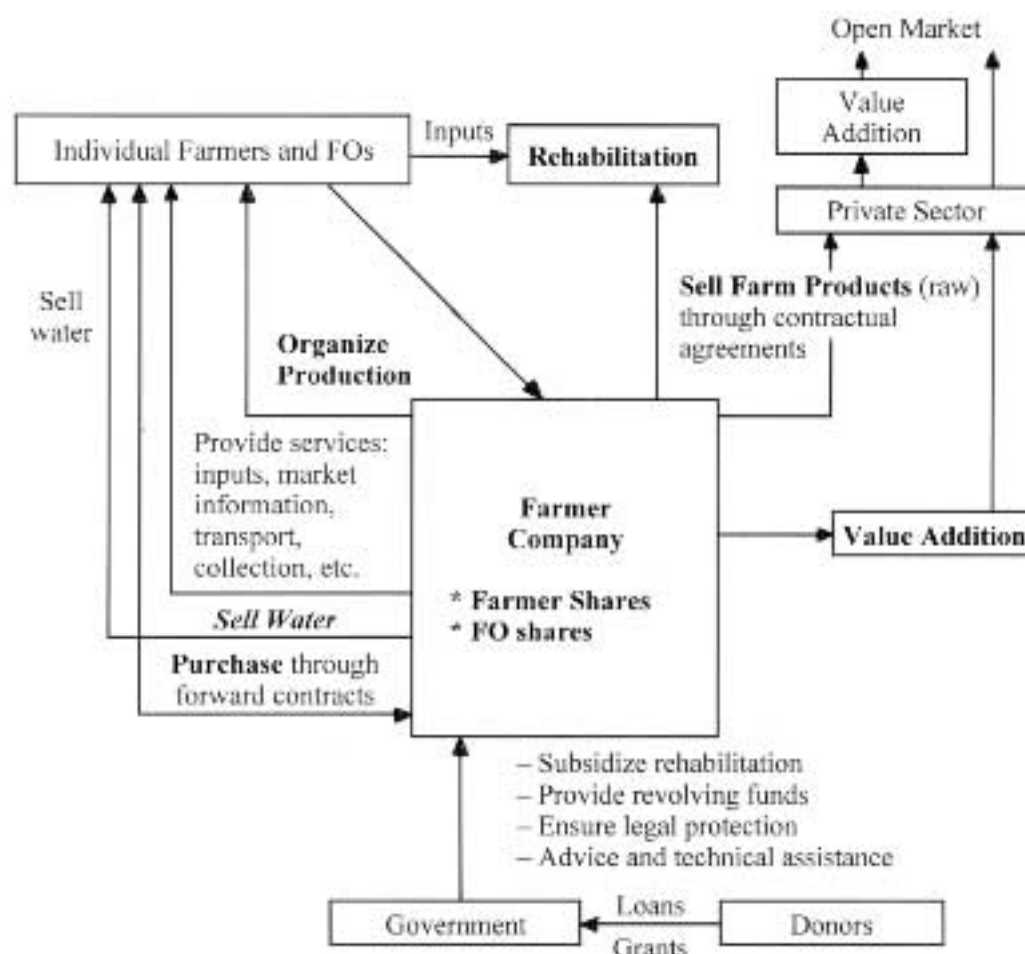 Open Market
Value
Addition
Individual Farmers and FOs
Inputs
Rehabilitation
Private Sector
Sell
water
Sell Farm Products (raw)
through contractual
agreements
Organize
Production
Provide services:
inputs, market
information,
transport,
collection, etc.
Farmer
Company
Value Addition
* Farmer Shares
* FO shares
Sell Water
Purchase through
forward contracts
– Subsidize rehabilitation
– Provide revolving funds
– Ensure legal protection
– Advice and technical assistance
Government
Loans
Grants
Donors